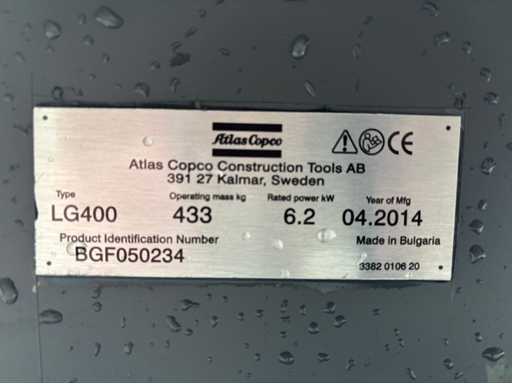 Atlas Copco
CE
Atlas Copco Construction Tools AB
391 27 Kalmar, Sweden
Type Operating mass kg Rated power kW Year of Mfg
LG400 433 6.2 04.2014
Product Identification Number Made in Bulgaria
BGF050234
3382 0106 20